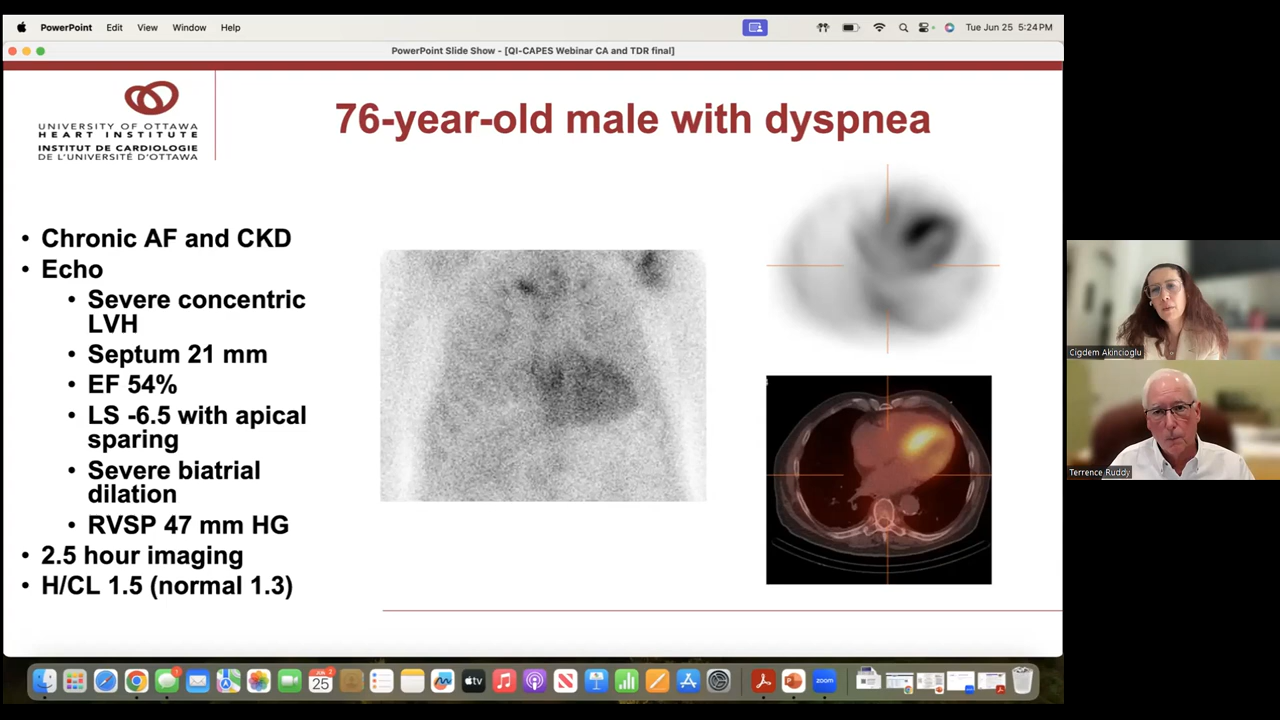 PowerPoint Edit View Window Help Tue Jun 25 5:24 PM
PowerPoint Slide Show - [QI-CAPES Webinar CA and TDR final]
UNIVERSITY OF OTTAWA
HEART INSTITUTE
INSTITUT DE CARDIOLOGIE
DE L'UNIVERSITÉ D'OTTAWA
76-year-old male with dyspnea
• Chronic AF and CKD
• Echo
• Severe concentric
LVH
• Septum 21 mm
• EF 54%
• LS -6.5 with apical
sparing
• Severe biatrial
dilation
• RVSP 47 mm HG
• 2.5 hour imaging
• H/CL 1.5 (normal 1.3)
Cigdem Akincioglu
Terrence Ruddy
25
tv
zoom